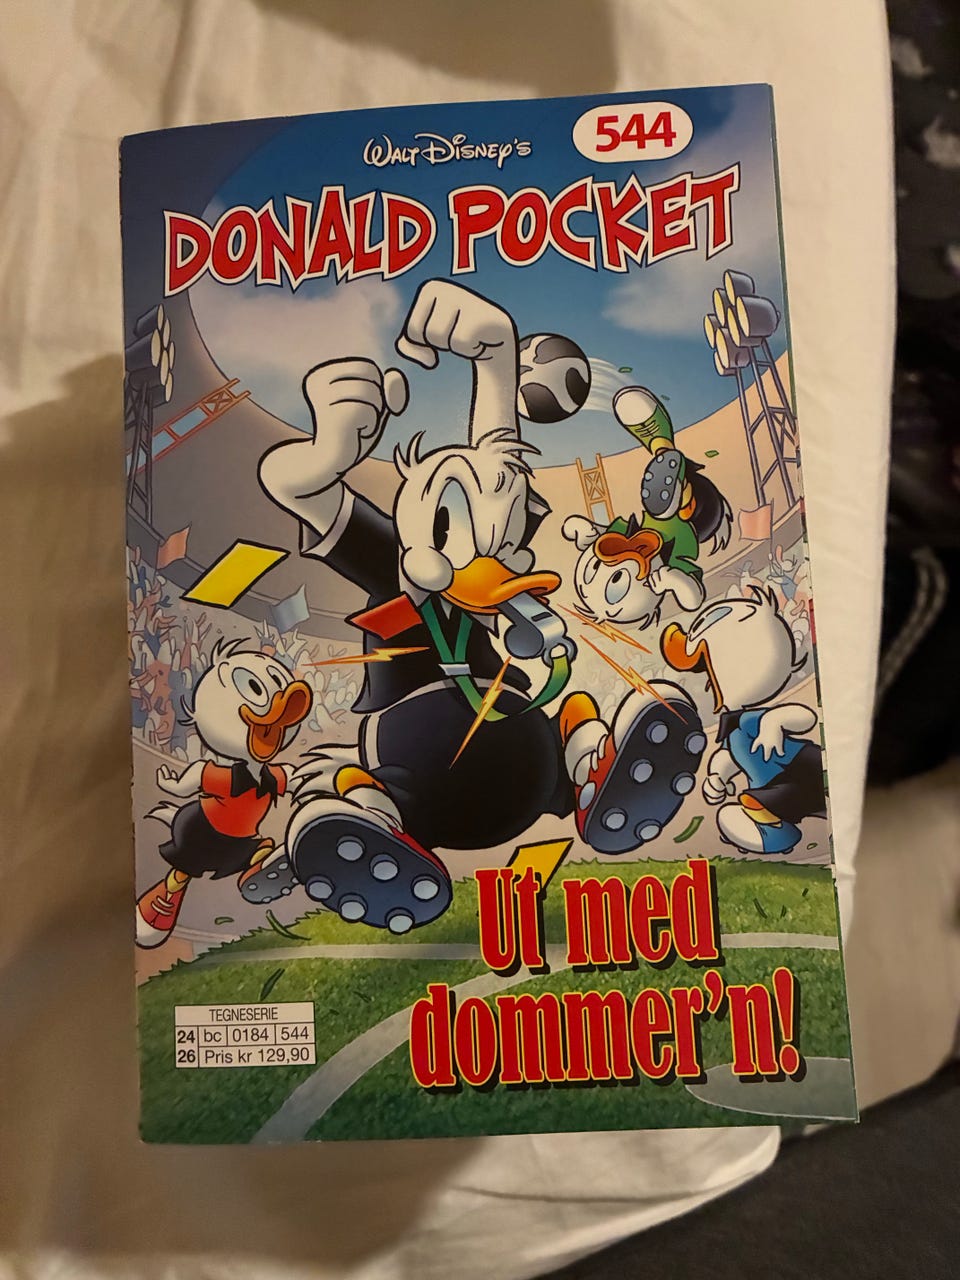 Walt Disney's
544
DONALD POCKET
Ut med
dommer'n!
TEGNESERIE
24 bc 0184 544
26 Pris kr 129,90